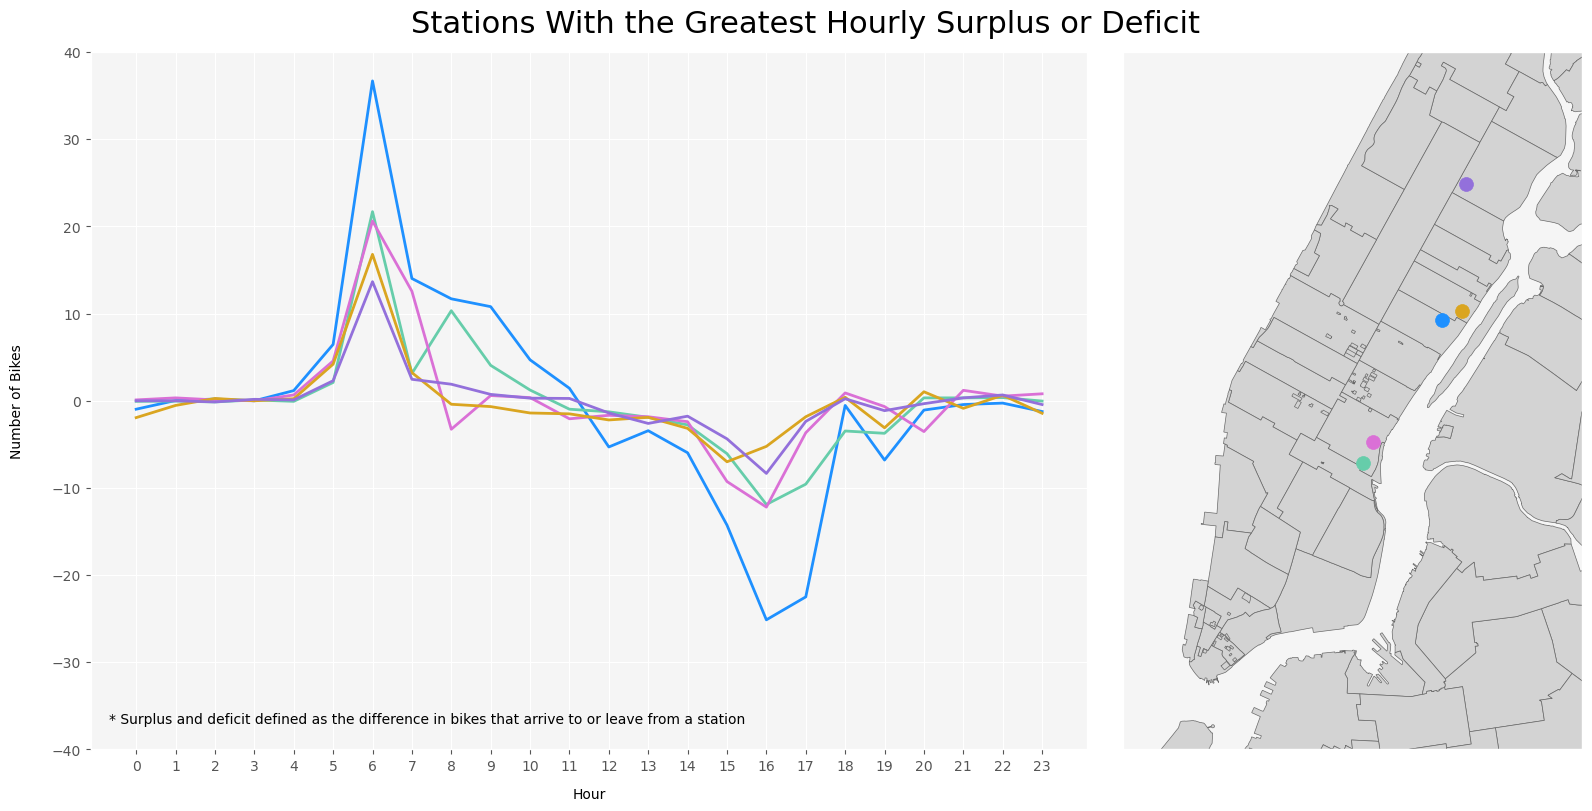 Stations With the Greatest Hourly Surplus or Deficit
40
30
20
10
0
−10
−20
−30
−40
Number of Bikes
* Surplus and deficit defined as the difference in bikes that arrive to or leave from a station
0 1 2 3 4 5 6 7 8 9 10 11 12 13 14 15 16 17 18 19 20 21 22 23
Hour